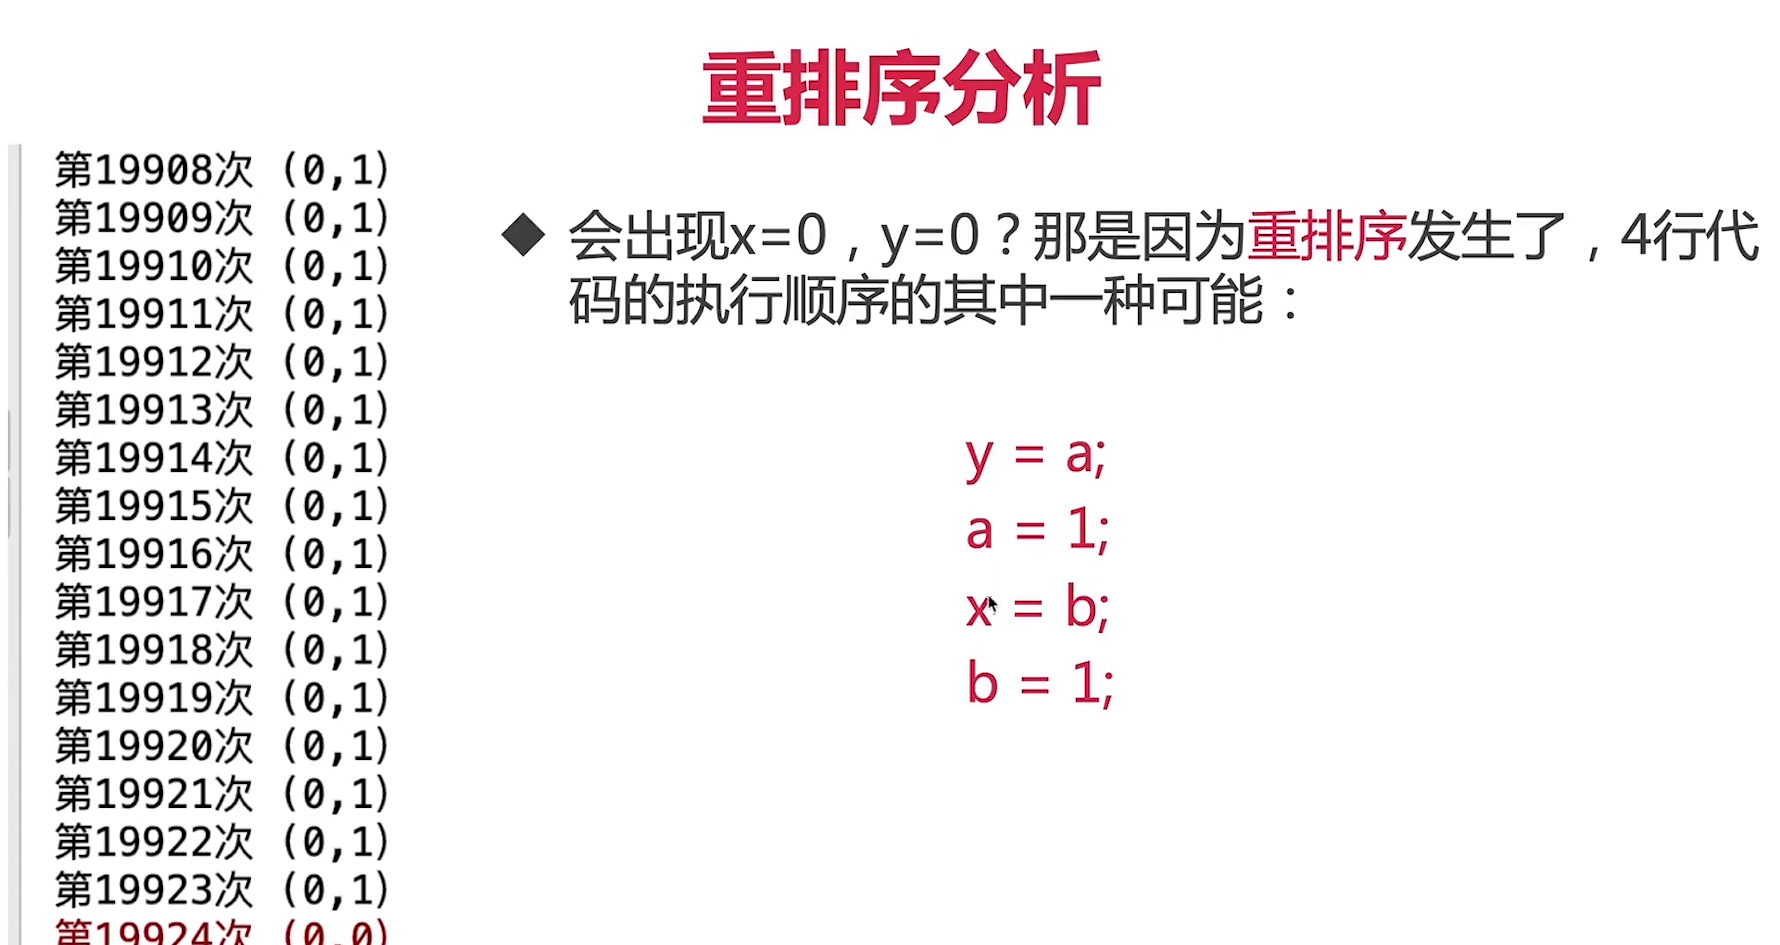 重排序分析
第19908次 (0,1)
第19909次 (0,1)
第19910次 (0,1)
第19911次 (0,1)
第19912次 (0,1)
第19913次 (0,1)
第19914次 (0,1)
第19915次 (0,1)
第19916次 (0,1)
第19917次 (0,1)
第19918次 (0,1)
第19919次 (0,1)
第19920次 (0,1)
第19921次 (0,1)
第19922次 (0,1)
第19923次 (0,1)
第19924次 (0,0)
◆ 会出现x=0，y=0？那是因为重排序发生了，4行代
码的执行顺序的其中一种可能：
y = a;
a = 1;
x = b;
b = 1;